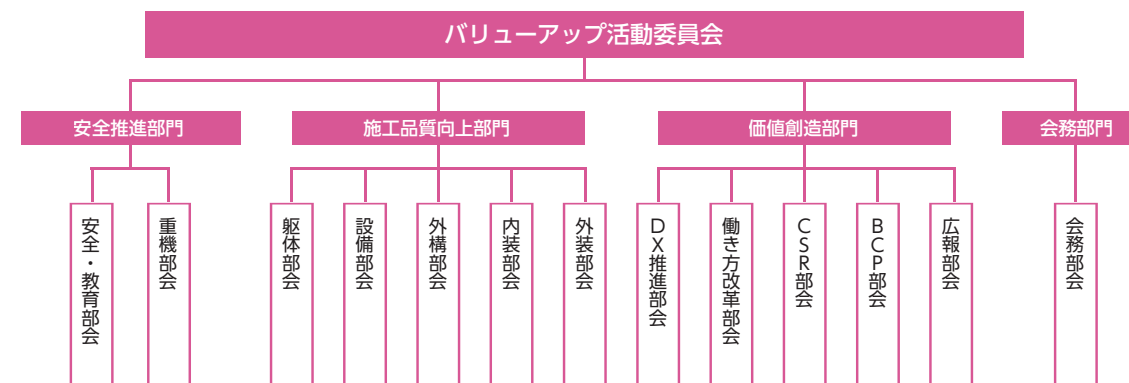 バリューアップ活動委員会
安全推進部門
施工品質向上部門
価値創造部門
会務部門
安全・教育部会
重機部会
躯体部会
設備部会
外構部会
内装部会
外装部会
DX推進部会
働き方改革部会
CSR部会
BCP部会
広報部会
会務部会